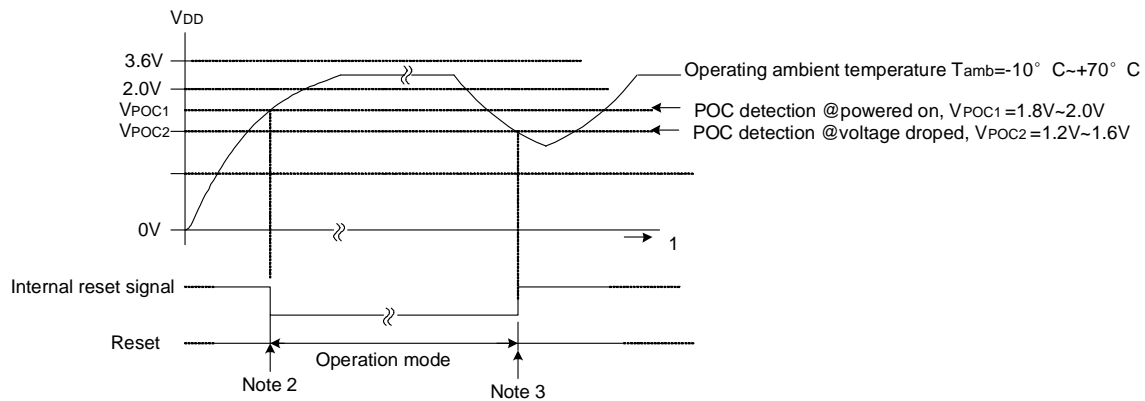 VDD
3.6V
2.0V
VPOC1
VPOC2
0V
Operating ambient temperature Tamb=-10° C~+70° C
POC detection @powered on, VPOC1=1.8V~2.0V
POC detection @voltage droped, VPOC2=1.2V~1.6V
1
Internal reset signal
Reset
Operation mode
Note 2
Note 3